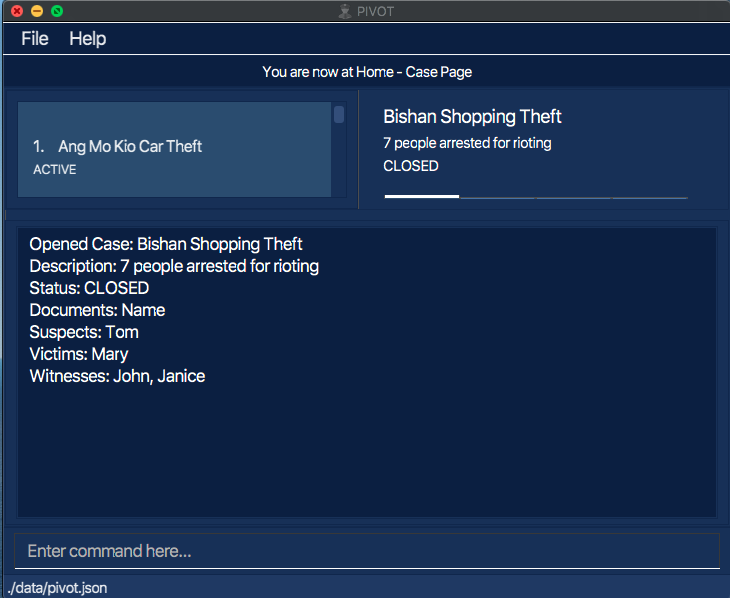 PIVOT
File Help
You are now at Home - Case Page
1. Ang Mo Kio Car Theft
ACTIVE
Bishan Shopping Theft
7 people arrested for rioting
CLOSED
Opened Case: Bishan Shopping Theft
Description: 7 people arrested for rioting
Status: CLOSED
Documents: Name
Suspects: Tom
Victims: Mary
Witnesses: John, Janice
Enter command here...
./data/pivot.json